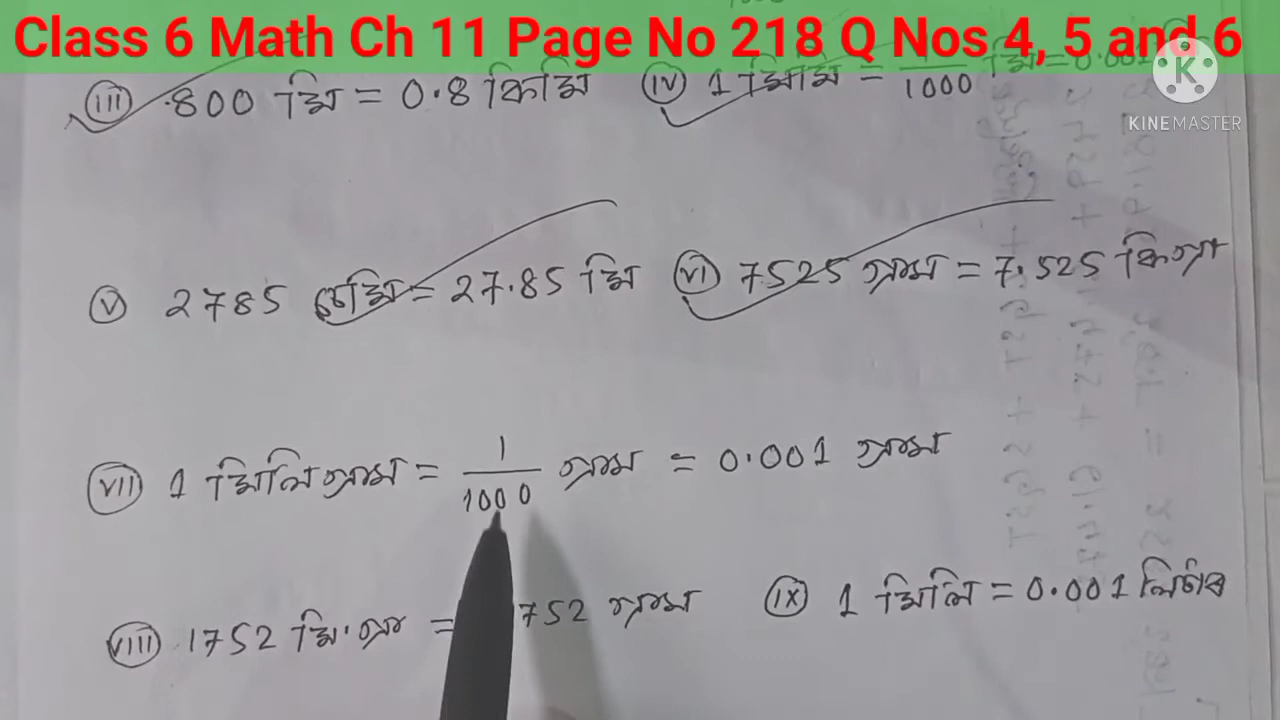 Class 6 Math Ch 11 Page No 218 Q Nos 4, 5 and 6
K
KINEMASTER
(iii) 800 মি = 0.8 কিমি (iv) 1 মিমি = 1/1000 মি = 0.001
(v) 2785 চেমি = 27.85 মি (vi) 7525 গ্ৰাম = 7.525 কিগ্ৰা
(vii) 1 মিলিগ্ৰাম = 1/1000 গ্ৰাম = 0.001 গ্ৰাম
(viii) 1752 মি.গ্ৰা = 752 গ্ৰাম (ix) 1 মিলি = 0.001 লিটাৰ